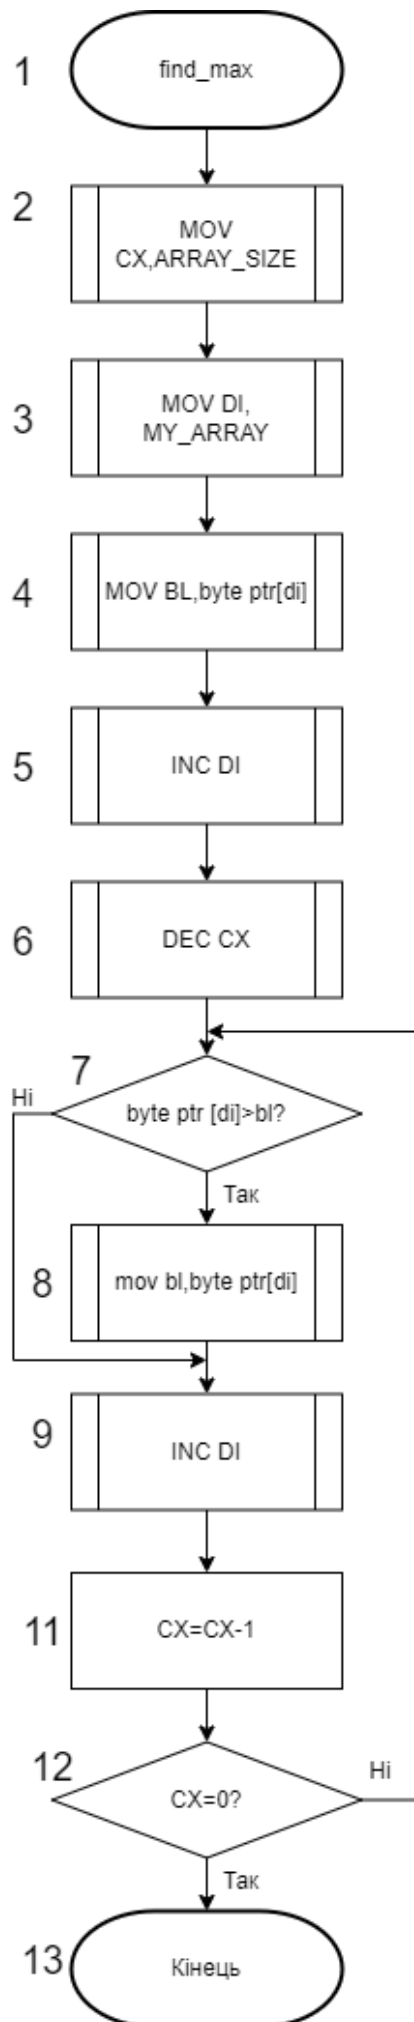 1
find_max
2
MOV
CX,ARRAY_SIZE
3
MOV DI,
MY_ARRAY
4
MOV BL,byte ptr[di]
5
INC DI
6
DEC CX
7
Ні
byte ptr [di]>bl?
Так
8
mov bl,byte ptr[di]
9
INC DI
11
CX=CX-1
12
CX=0?
Ні
Так
13
Кінець